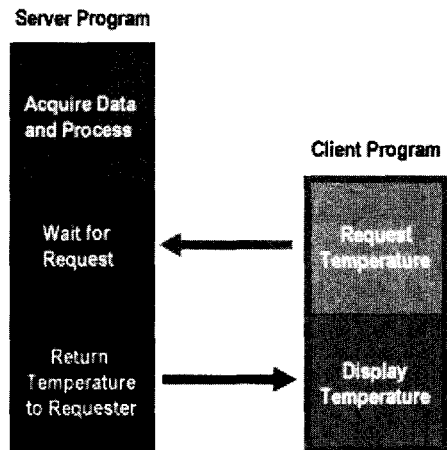 Server Program
Acquire Data
and Process
Client Program
Wait for
Request
Request
Temperature
Return
Temperature
to Requester
Display
Temperature